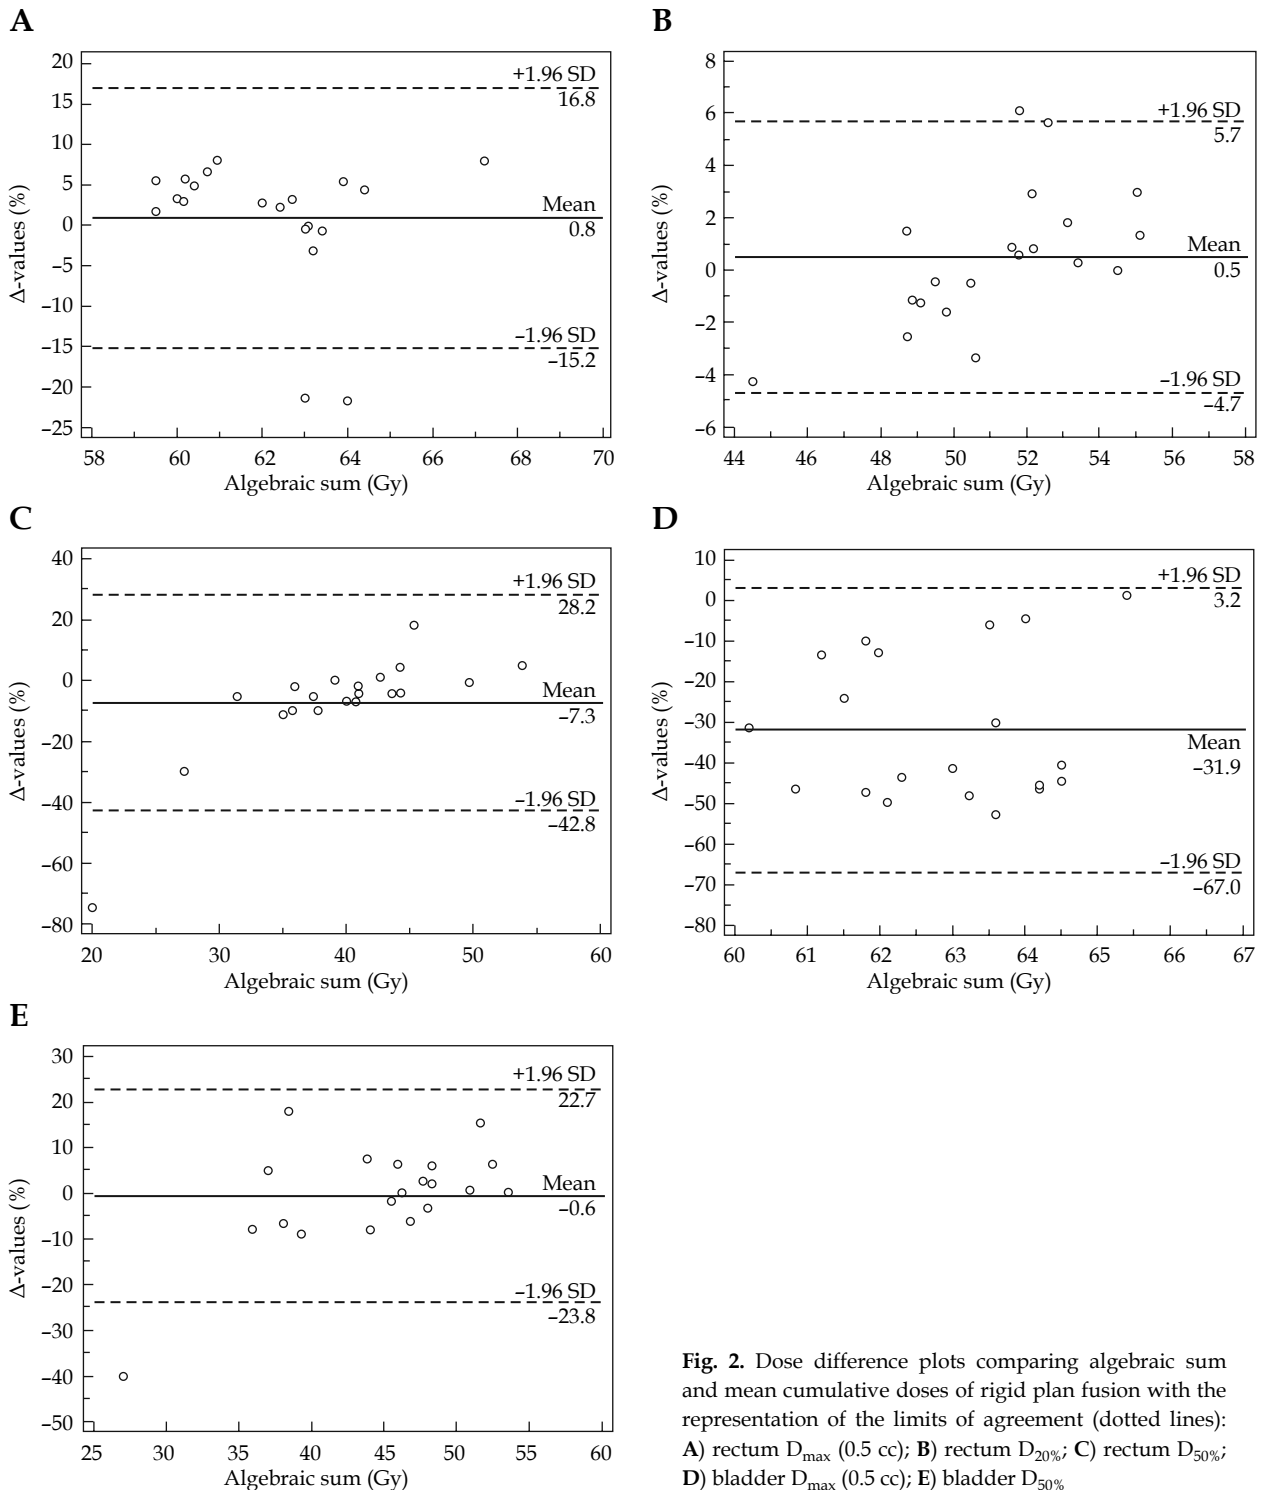 A
20
15
10
5
0
–5
–10
–15
–20
–25
Δ-values (%)
+1.96 SD
16.8
Mean
0.8
–1.96 SD
–15.2
58 60 62 64 66 68 70
Algebraic sum (Gy)
B
8
6
4
2
0
–2
–4
–6
Δ-values (%)
+1.96 SD
5.7
Mean
0.5
–1.96 SD
–4.7
44 46 48 50 52 54 56 58
Algebraic sum (Gy)
C
40
20
0
–20
–40
–60
–80
Δ-values (%)
+1.96 SD
28.2
Mean
–7.3
–1.96 SD
–42.8
20 30 40 50 60
Algebraic sum (Gy)
D
10
0
–10
–20
–30
–40
–50
–60
–70
–80
Δ-values (%)
+1.96 SD
3.2
Mean
–31.9
–1.96 SD
–67.0
60 61 62 63 64 65 66 67
Algebraic sum (Gy)
E
30
20
10
0
–10
–20
–30
–40
–50
Δ-values (%)
+1.96 SD
22.7
Mean
–0.6
–1.96 SD
–23.8
25 30 35 40 45 50 55 60
Algebraic sum (Gy)
Fig. 2. Dose difference plots comparing algebraic sum
and mean cumulative doses of rigid plan fusion with the
representation of the limits of agreement (dotted lines):
A) rectum Dmax (0.5 cc); B) rectum D20%; C) rectum D50%;
D) bladder Dmax (0.5 cc); E) bladder D50%